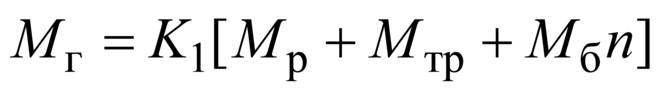 Mг = K1[Mр + Mтр + Mбn]